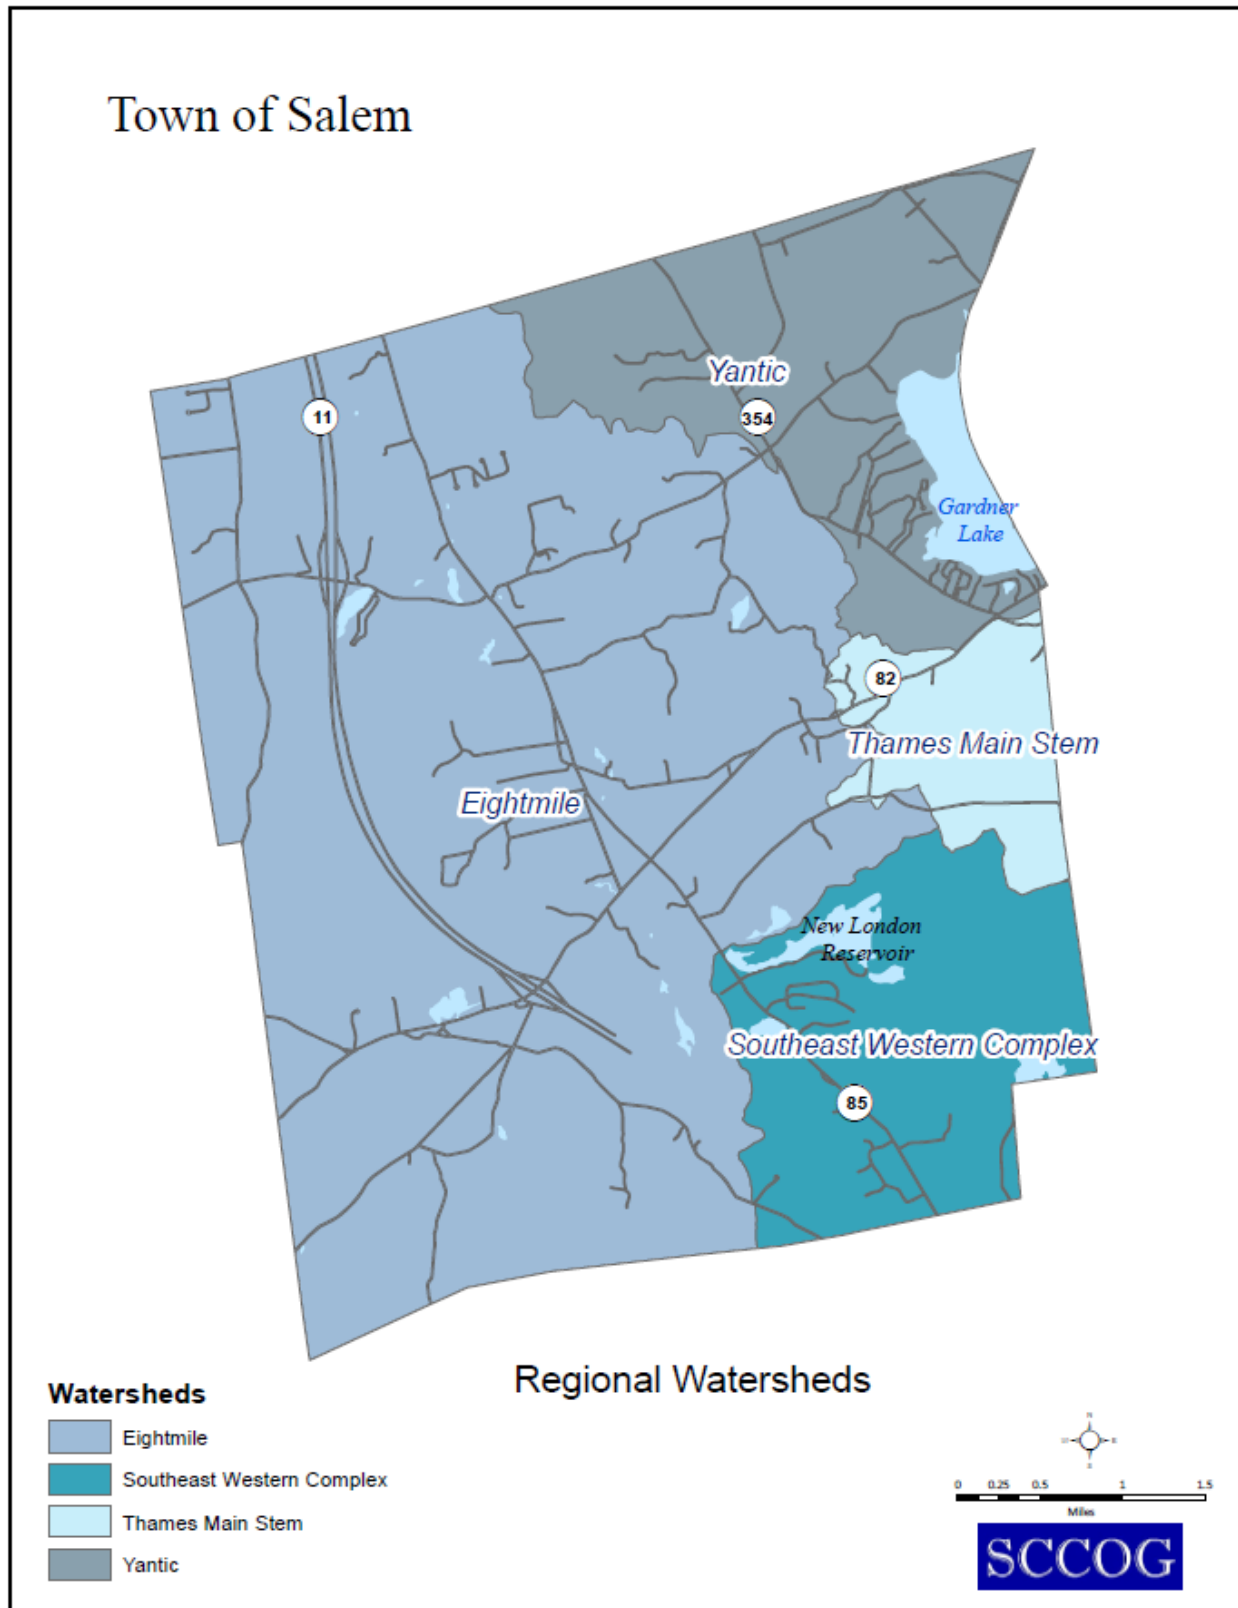 Town of Salem
11
Yantic
354
Gardner
Lake
82
Thames Main Stem
Eightmile
New London
Reservoir
Southeast Western Complex
85
Regional Watersheds
Watersheds
Eightmile
Southeast Western Complex
Thames Main Stem
Yantic
N
E
S
0 0.25 0.5 1 1.5
Miles
SCCOG